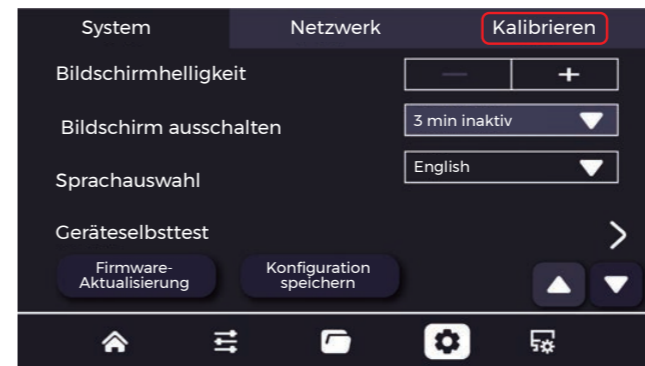 System Netzwerk Kalibrieren
Bildschirmhelligkeit
Bildschirm ausschalten 3 min inaktiv
Sprachauswahl English
Geräteselbsttest
Firmware-
Aktualisierung
Konfiguration
speichern